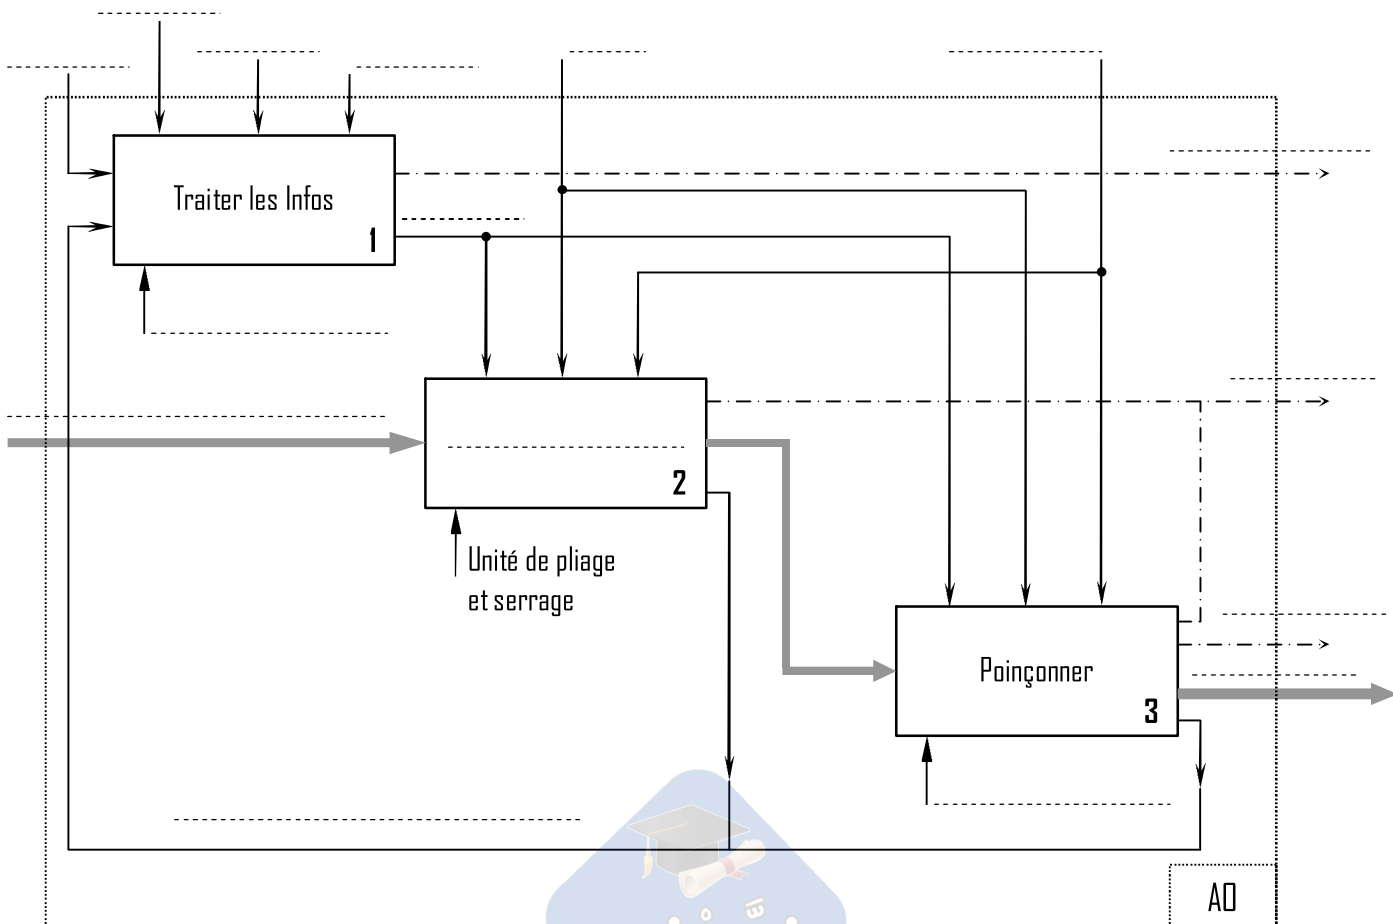 Traiter les Infos
1
2
Unité de pliage
et serrage
Poinçonner
3
A0